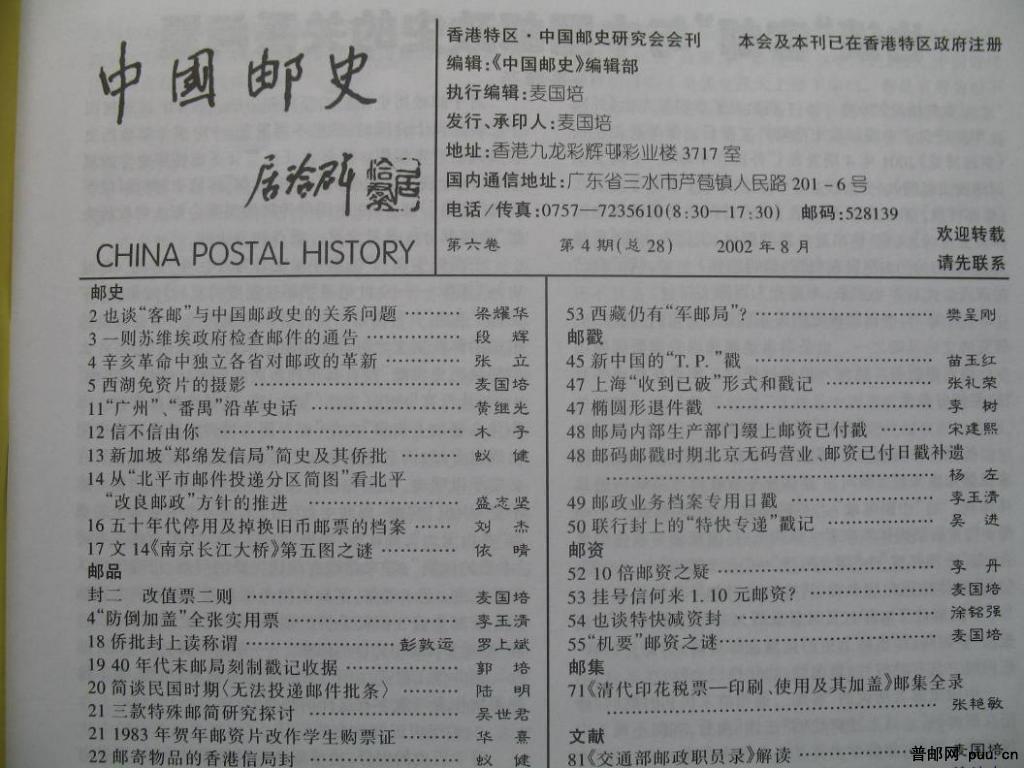 中國邮史
CHINA POSTAL HISTORY
香港特区·中国邮史研究会会刊 本会及本刊已在香港特区政府注册
编辑:《中国邮史》编辑部
执行编辑:麦国培
发行、承印人:麦国培
地址:香港九龙彩辉邨彩业楼 3717 室
国内通信地址:广东省三水市芦苞镇人民路 201－6 号
电话/传真:0757—7235610(8:30—17:30) 邮码:528139
第六卷 第 4 期(总 28) 2002 年 8 月
欢迎转载
请先联系
邮史
2 也谈“客邮”与中国邮政史的关系问题 ……… 梁耀华
3 一则苏维埃政府检查邮件的通告 ……… 段 辉
4 辛亥革命中独立各省对邮政的革新 ……… 张 立
5 西湖免资片的摄影 ……… 麦国培
11“广州”、“番禺”沿革史话 ……… 黄继光
12 信不信由你 ……… 木 子
13 新加坡“郑绵发信局”简史及其侨批 ……… 蚁 健
14 从“北平市邮件投递分区简图”看北平
“改良邮政”方针的推进 ……… 盛志坚
16 五十年代停用及掉换旧币邮票的档案 …… 刘 杰
17 文 14《南京长江大桥》第五图之谜 ……… 依 晴
邮品
封二 改值票二则 ……… 麦国培
4“防倒加盖”全张实用票 ……… 李玉清
18 侨批封上读称谓 ……… 彭敦运 罗上斌
19 40 年代末邮局刻制戳记收据 ……… 郭 培
20 简谈民国时期〈无法投递邮件批条〉 ……… 陆 明
21 三款特殊邮简研究探讨 ……… 吴世君
21 1983 年贺年邮资片改作学生购票证 ……… 华 熹
22 邮寄物品的香港信局封 ……… 蚁 健
53 西藏仍有“军邮局”? ……… 樊呈刚
邮戳
45 新中国的“T. P. ”戳 ……… 苗玉红
47 上海“收到已破”形式和戳记 ……… 张礼荣
47 椭圆形退件戳 ……… 李 树
48 邮局内部生产部门缀上邮资已付戳 ……… 宋建熙
48 邮码邮戳时期北京无码营业、邮资已付日戳补遗
……… 杨 左
49 邮政业务档案专用日戳 ……… 李玉清
50 联行封上的“特快专递”戳记 ……… 吴 进
邮资
52 10 倍邮资之疑 ……… 李 丹
53 挂号信何来 1. 10 元邮资? ……… 麦国培
54 也谈特快减资封 ……… 涂铭强
55“机要”邮资之谜 ……… 麦国培
邮集
71《清代印花税票—印刷、使用及其加盖》邮集全录
……… 张艳敏
文献
81《交通部邮政职员录》解读 ……… 麦国培
普邮网 puu.cn